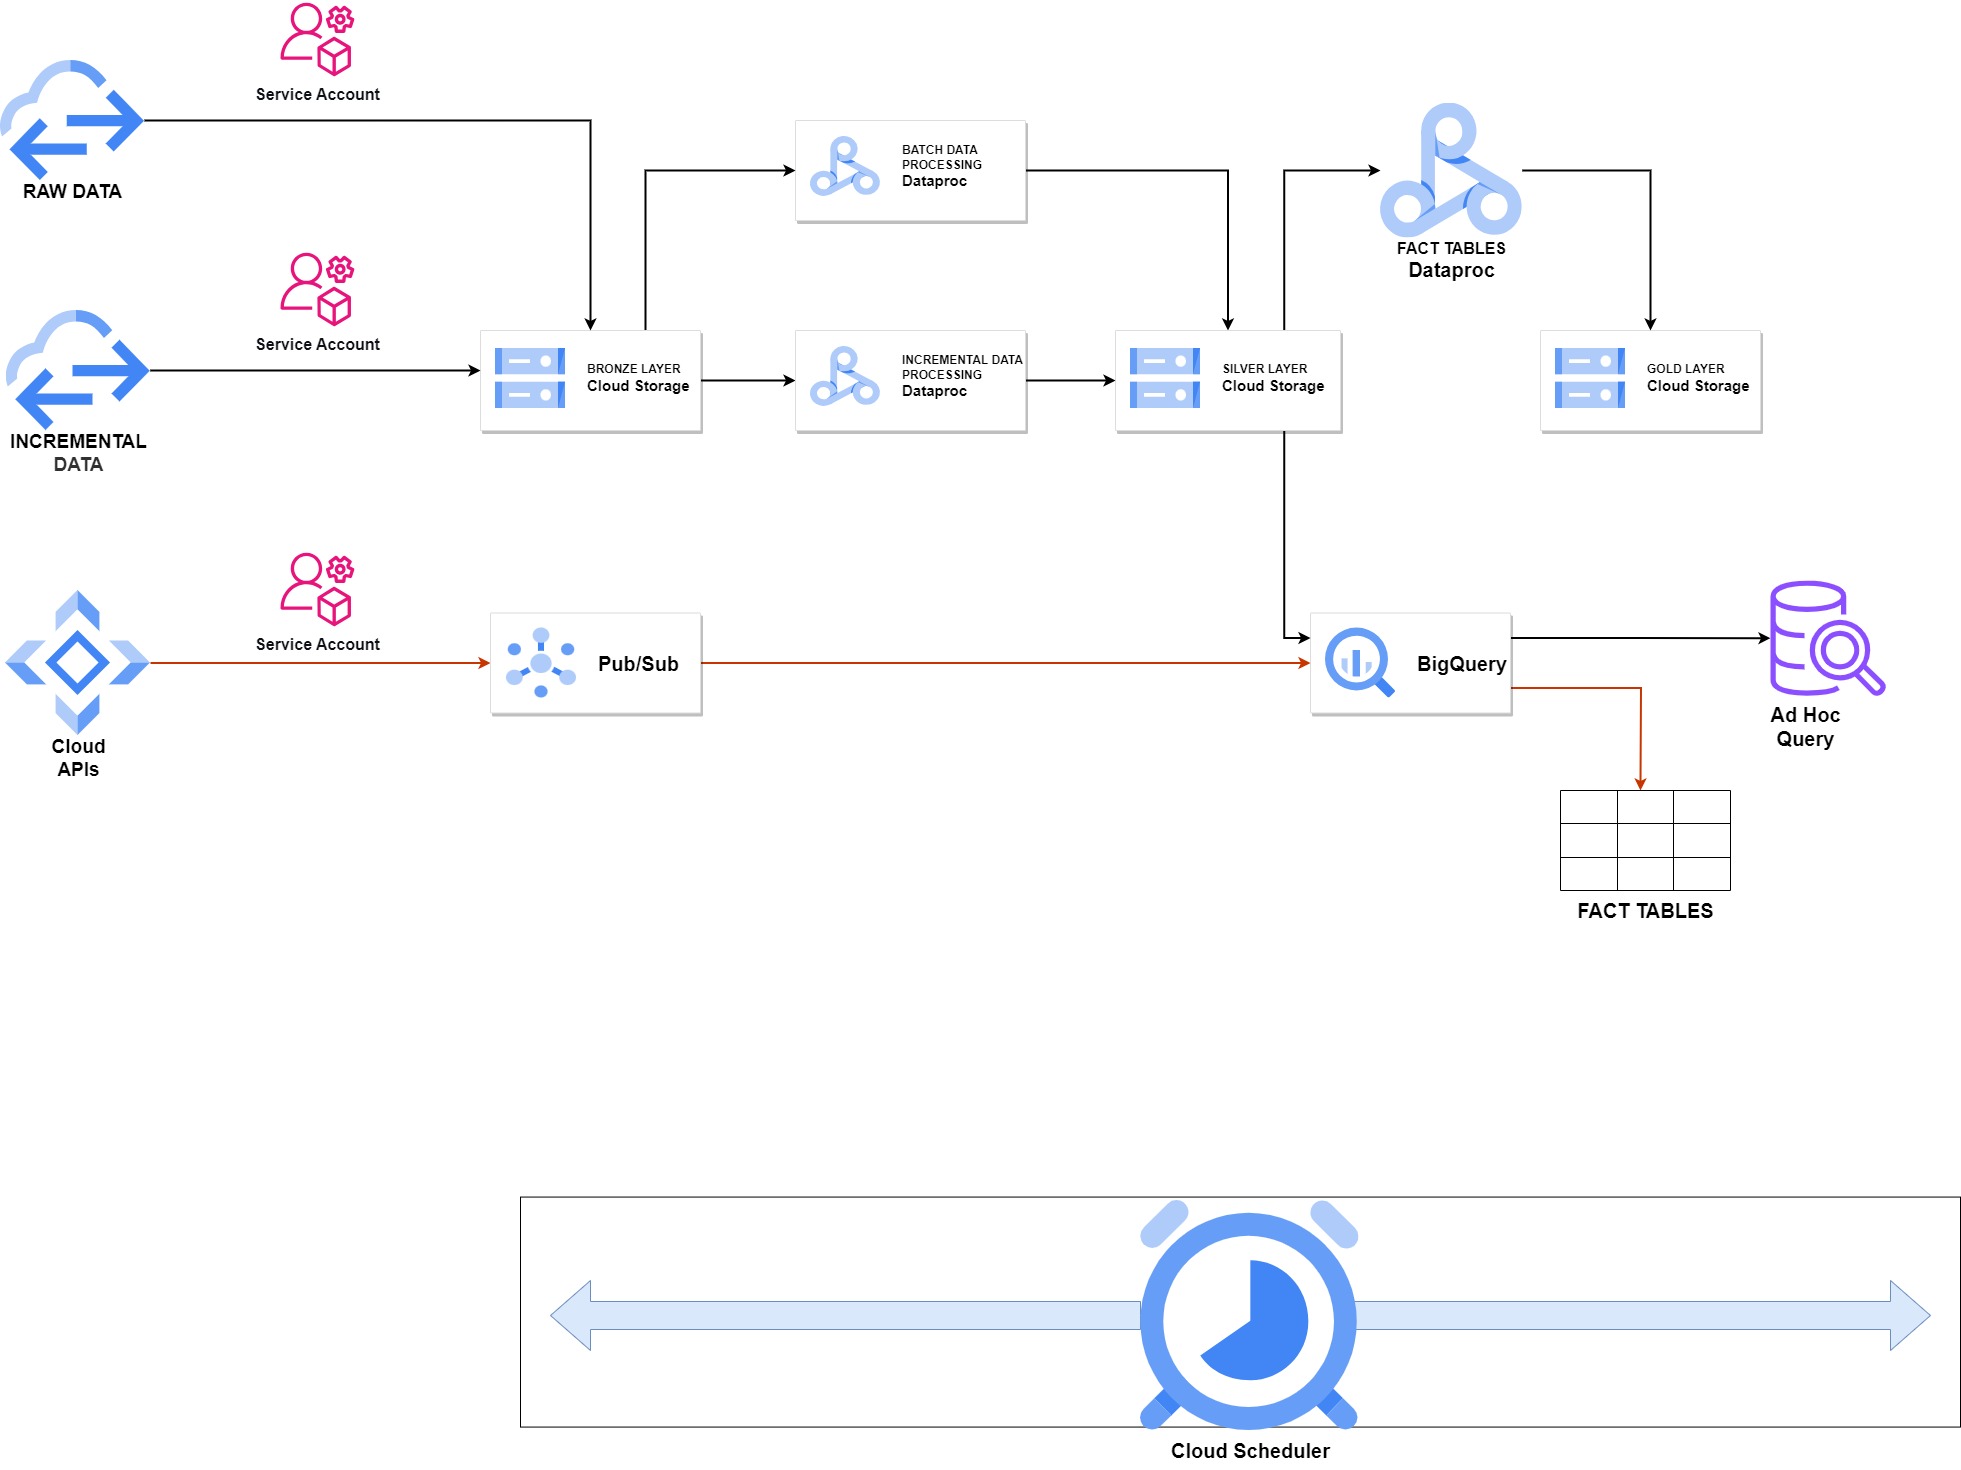 Service Account
RAW DATA
BATCH DATA
PROCESSING
Dataproc
FACT TABLES
Dataproc
Service Account
INCREMENTAL
DATA
BRONZE LAYER
Cloud Storage
INCREMENTAL DATA
PROCESSING
Dataproc
SILVER LAYER
Cloud Storage
GOLD LAYER
Cloud Storage
Service Account
Cloud
APIs
Pub/Sub
BigQuery
Ad Hoc
Query
FACT TABLES
Cloud Scheduler